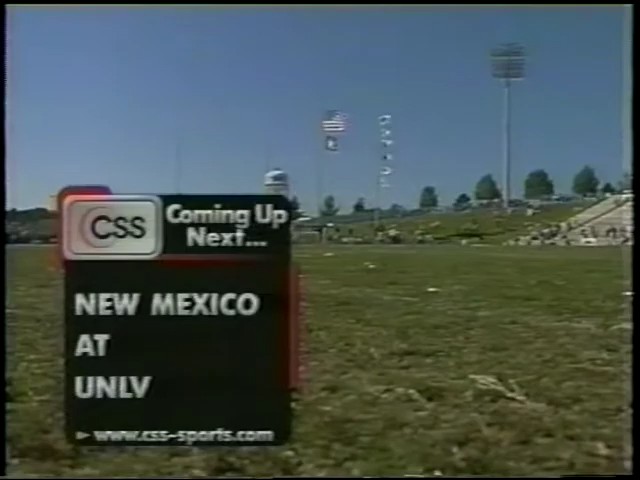 CSS
Coming Up
Next...
NEW MEXICO
AT
UNLV
www.css-sports.com